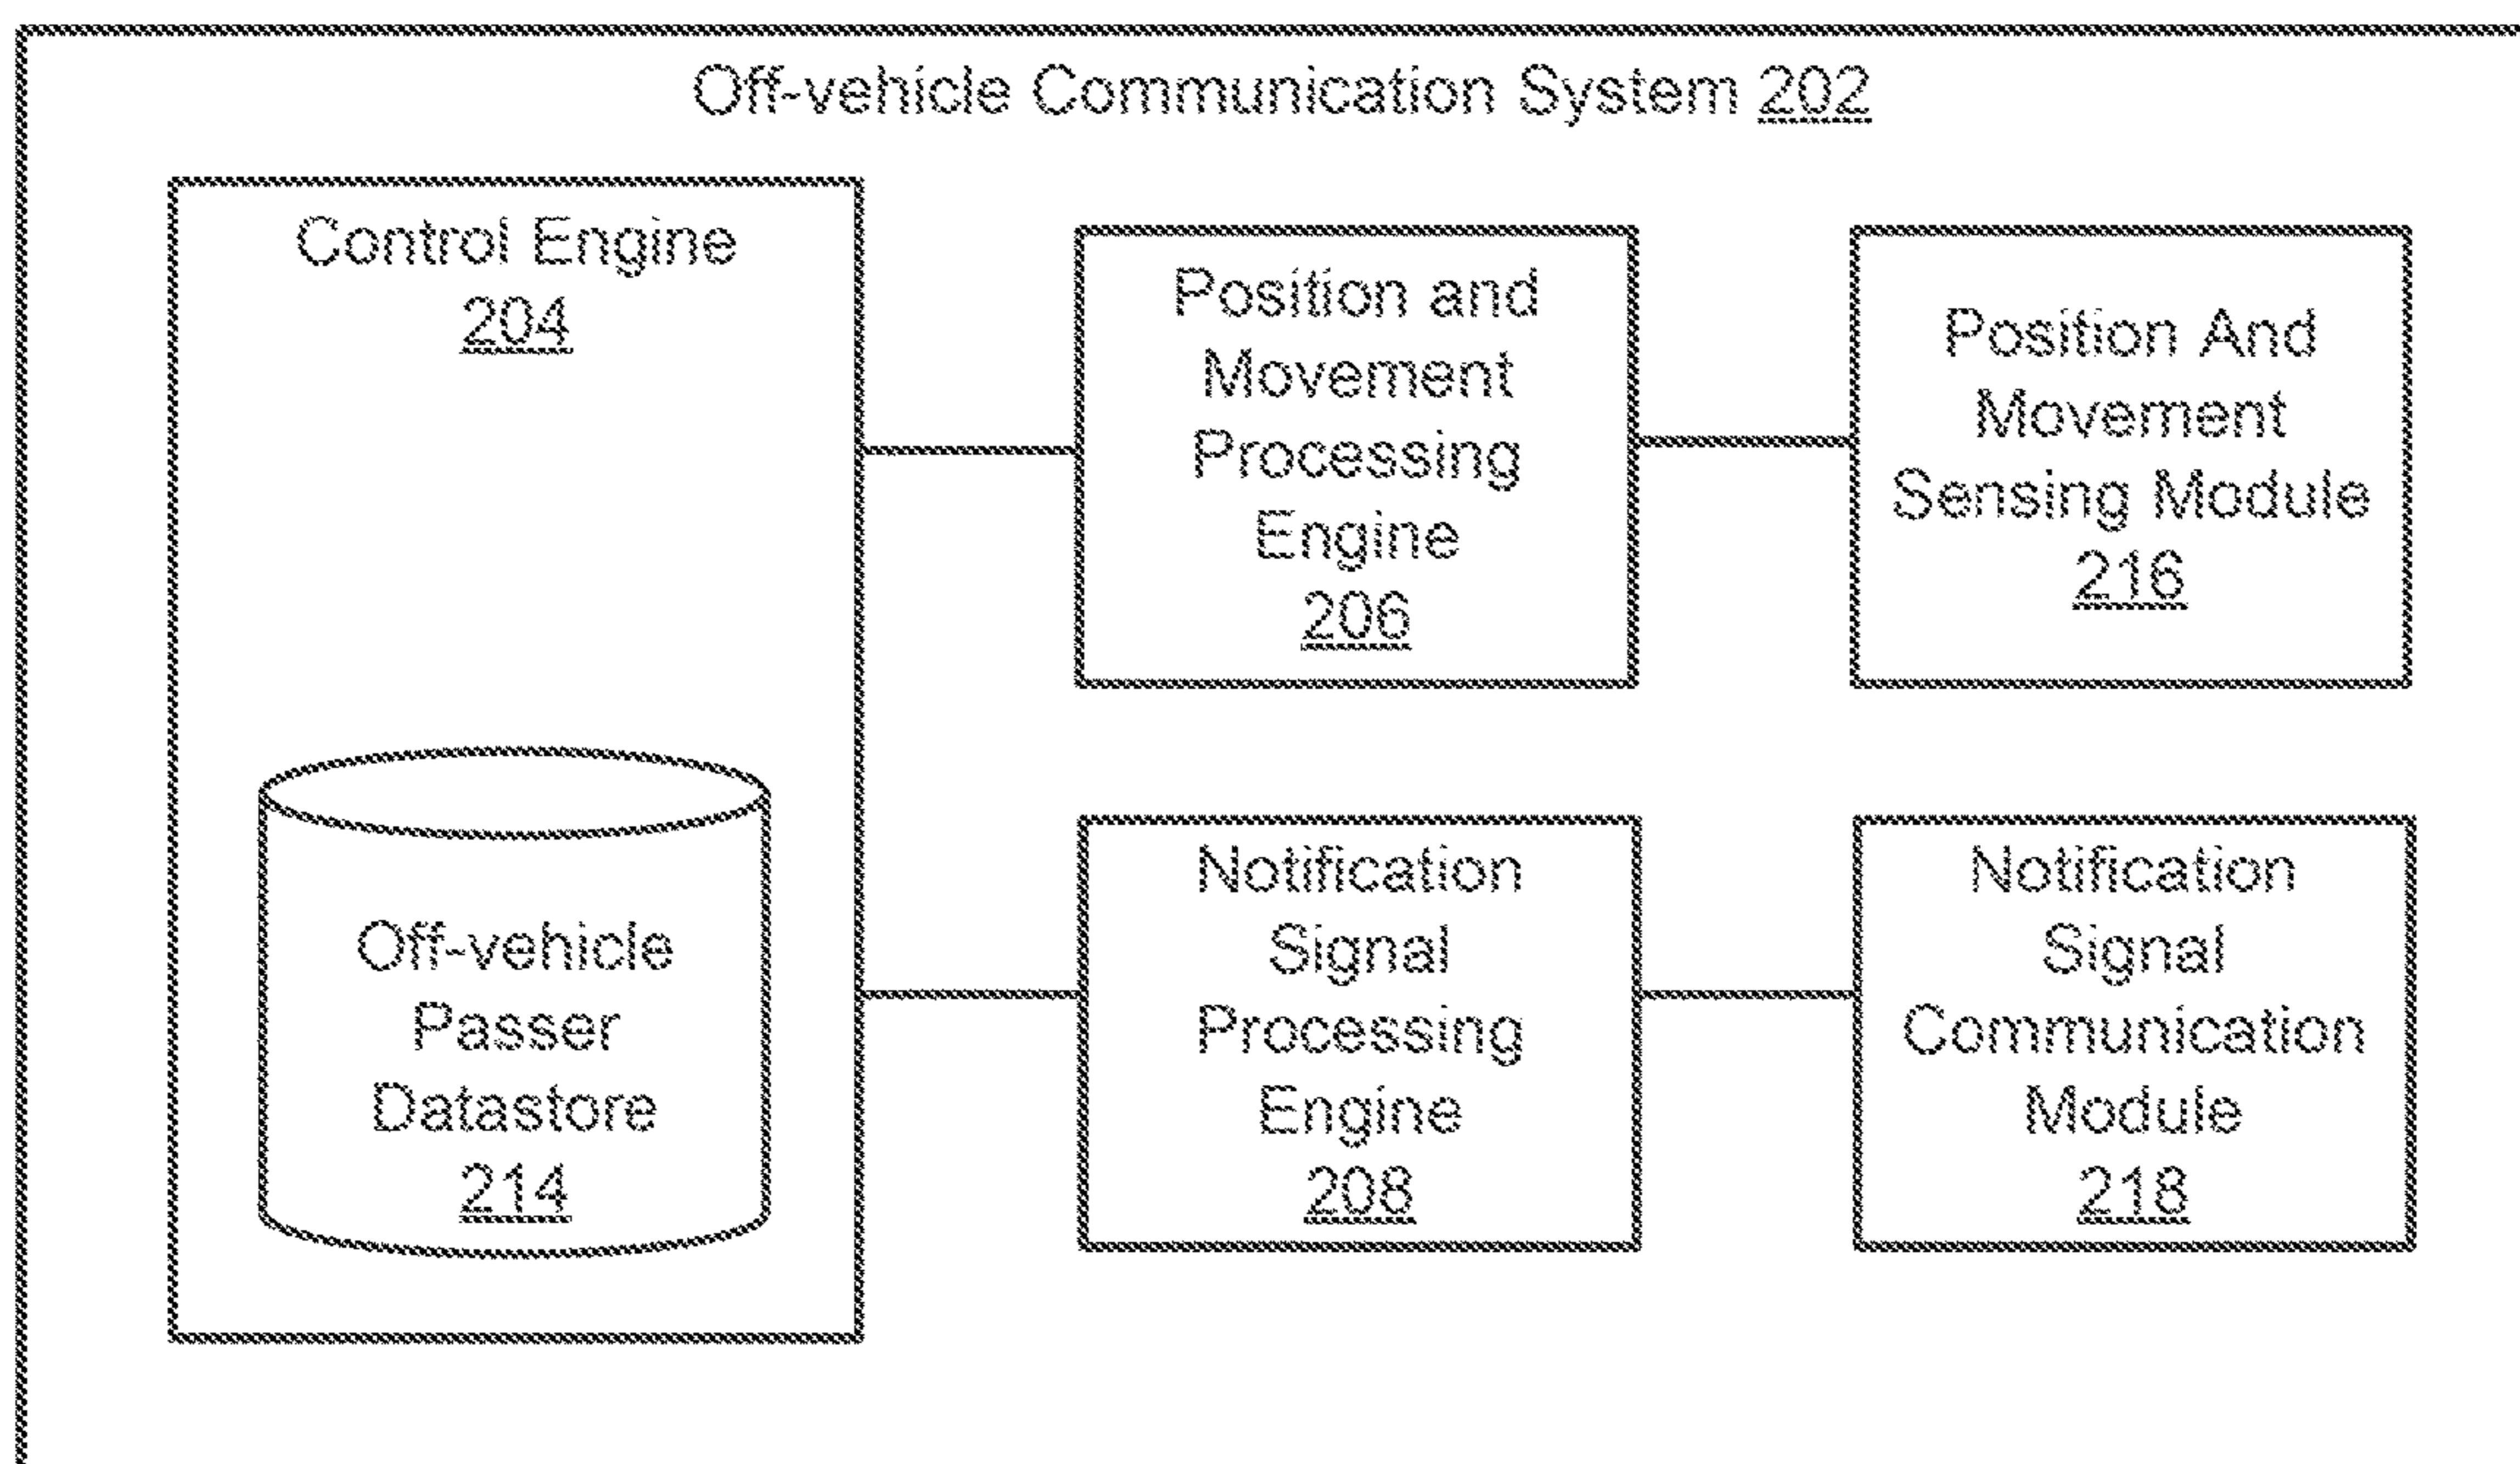 Off-vehicle Communication System 202
Control Engine
204
Position and
Movement
Processing
Engine
206
Position And
Movement
Sensing Module
216
Off-vehicle
Passer
Datastore
214
Notification
Signal
Processing
Engine
208
Notification
Signal
Communication
Module
218